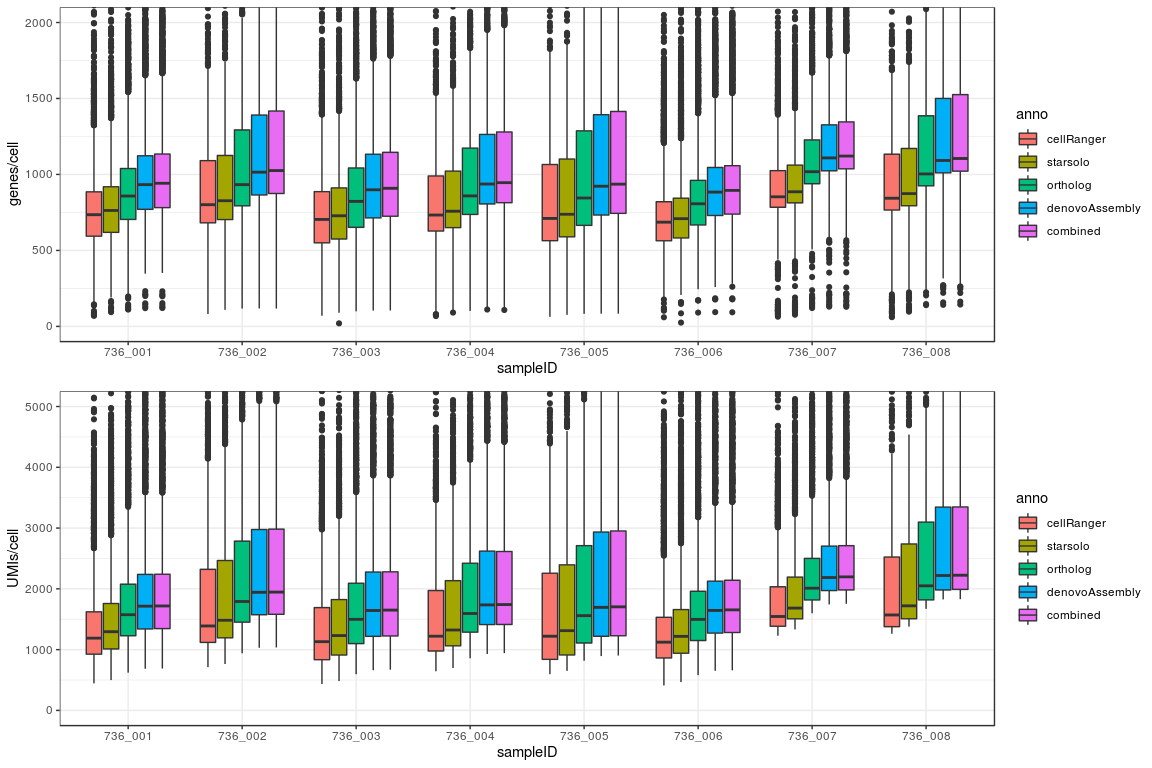 2000
1500
1000
500
0
genes/cell
736_001 736_002 736_003 736_004 736_005 736_006 736_007 736_008
sampleID
anno
cellRanger
starsolo
ortholog
denovoAssembly
combined
5000
4000
3000
2000
1000
0
UMIs/cell
736_001 736_002 736_003 736_004 736_005 736_006 736_007 736_008
sampleID
anno
cellRanger
starsolo
ortholog
denovoAssembly
combined